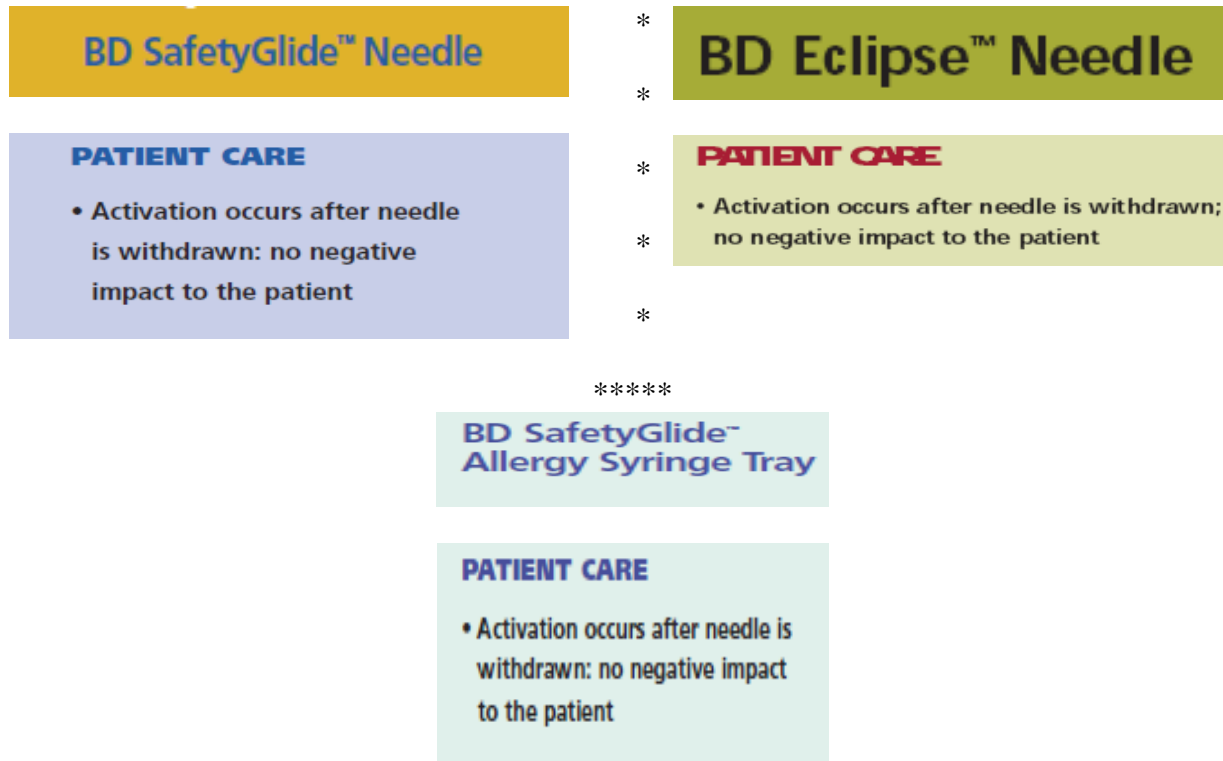 BD SafetyGlide™ Needle
PATIENT CARE
• Activation occurs after needle
is withdrawn: no negative
impact to the patient
*
*
*
*
*
BD Eclipse™ Needle
PATIENT CARE
• Activation occurs after needle is withdrawn;
no negative impact to the patient
*****
BD SafetyGlide™
Allergy Syringe Tray
PATIENT CARE
• Activation occurs after needle is
withdrawn: no negative impact
to the patient